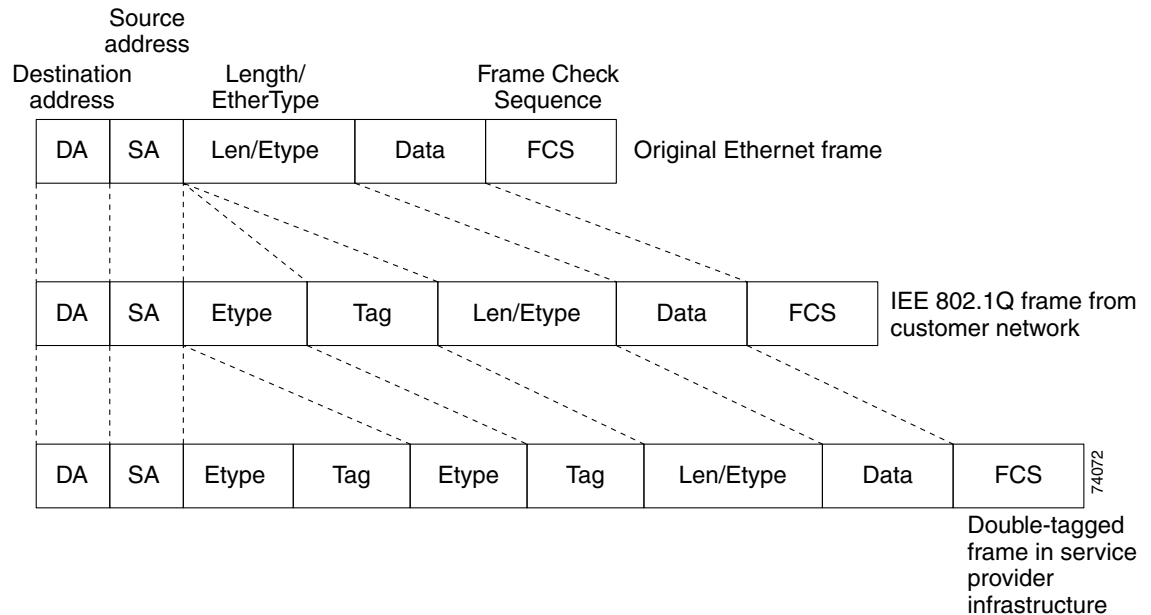 Source
address
Destination
address
Length/
EtherType
Frame Check
Sequence
DA SA Len/Etype Data FCS Original Ethernet frame
DA SA Etype Tag Len/Etype Data FCS
IEE 802.1Q frame from
customer network
DA SA Etype Tag Etype Tag Len/Etype Data FCS
74072
Double-tagged
frame in service
provider
infrastructure